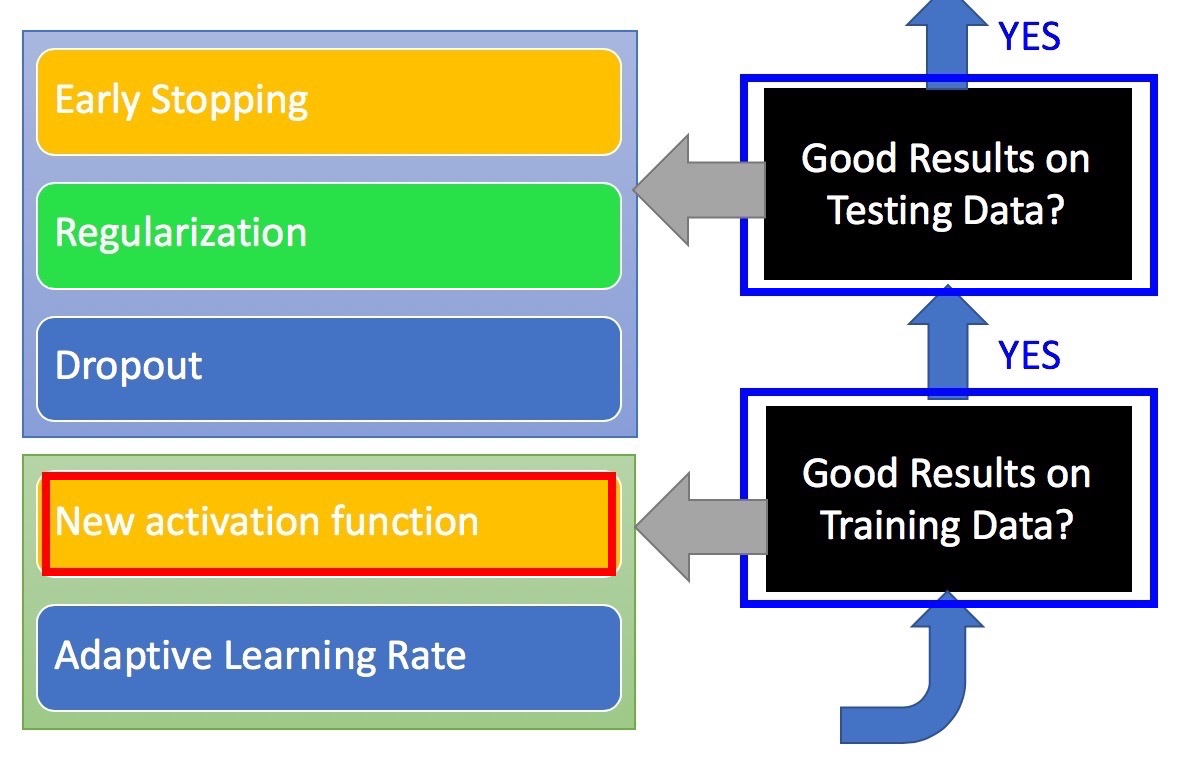 Early Stopping
Regularization
Dropout
New activation function
Adaptive Learning Rate
YES
Good Results on
Testing Data?
YES
Good Results on
Training Data?